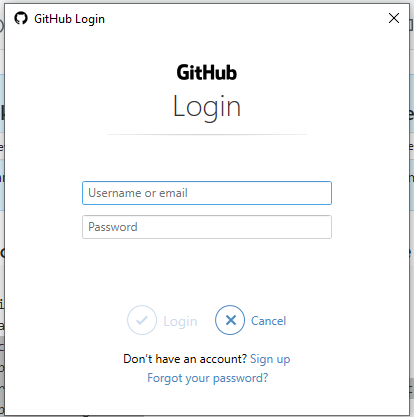 GitHub Login
GitHub
Login
Username or email
Password
Login Cancel
Don't have an account? Sign up
Forgot your password?